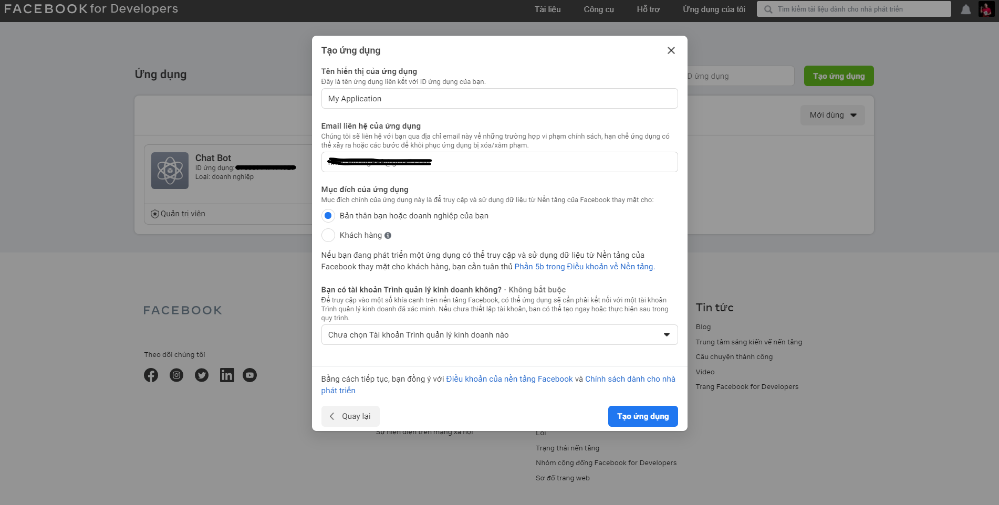 FACEBOOK for Developers
Tài liệu
Công cụ
Hỗ trợ
Ứng dụng của tôi
Tìm kiếm tài liệu dành cho nhà phát triển
Ứng dụng
ID ứng dụng
Tạo ứng dụng
Mới dùng
Chat Bot
ID ứng dụng:
Loại: doanh nghiệp
Quản trị viên
Tạo ứng dụng
Tên hiển thị của ứng dụng
Đây là tên ứng dụng liên kết với ID ứng dụng của bạn.
My Application
Email liên hệ của ứng dụng
Chúng tôi sẽ liên hệ với bạn qua địa chỉ email này về những trường hợp vi phạm chính sách, hạn chế ứng dụng có
thể xảy ra hoặc các bước để khôi phục ứng dụng bị xóa/xâm phạm.
Mục đích của ứng dụng
Mục đích chính của ứng dụng này là để truy cập và sử dụng dữ liệu từ Nền tảng của Facebook thay mặt cho:
Bản thân bạn hoặc doanh nghiệp của bạn
Khách hàng
Nếu bạn đang phát triển một ứng dụng có thể truy cập và sử dụng dữ liệu từ Nền tảng của
Facebook thay mặt cho khách hàng, bạn cần tuân thủ Phần 5b trong Điều khoản về Nền tảng.
Bạn có tài khoản Trình quản lý kinh doanh không? · Không bắt buộc
Để truy cập vào một số khía cạnh trên nền tảng Facebook, có thể ứng dụng sẽ cần phải kết nối với một tài khoản
Trình quản lý kinh doanh đã xác minh. Nếu chưa thiết lập tài khoản, bạn có thể tạo ngay hoặc thực hiện sau trong
quy trình.
Chưa chọn Tài khoản Trình quản lý kinh doanh nào
Bằng cách tiếp tục, bạn đồng ý với Điều khoản của nền tảng Facebook và Chính sách dành cho nhà
phát triển
Quay lại
Tạo ứng dụng
FACEBOOK
Theo dõi chúng tôi
Sự hiện diện trên mạng xã hội
Lỗi
Trạng thái nền tảng
Nhóm cộng đồng Facebook for Developers
Sơ đồ trang web
Tin tức
Blog
Trung tâm sáng kiến về nền tảng
Câu chuyện thành công
Video
Trang Facebook for Developers